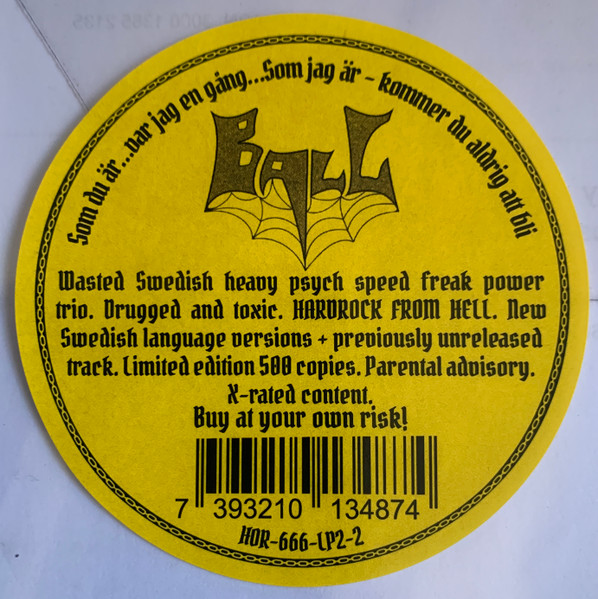 Som du är...var jag en gång...Som jag är - kommer du aldrig att bli
BALL
Wasted Swedish heavy psych speed freak power
trio. Drugged and toxic. HARDROCK FROM HELL. New
Swedish language versions + previously unreleased
track. Limited edition 500 copies. Parental advisory.
X-rated content.
Buy at your own risk!
7 393210 134874
HOR-666-LP2-2